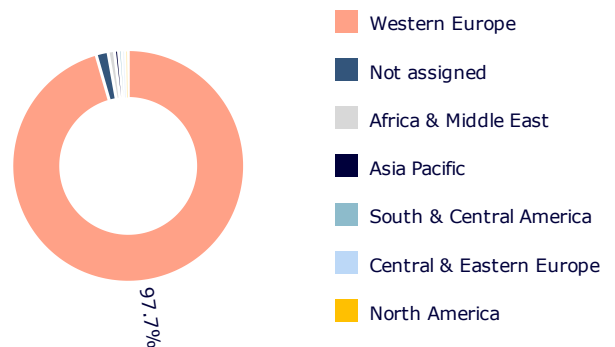 Western Europe
Not assigned
Africa & Middle East
Asia Pacific
South & Central America
Central & Eastern Europe
North America
97.7%